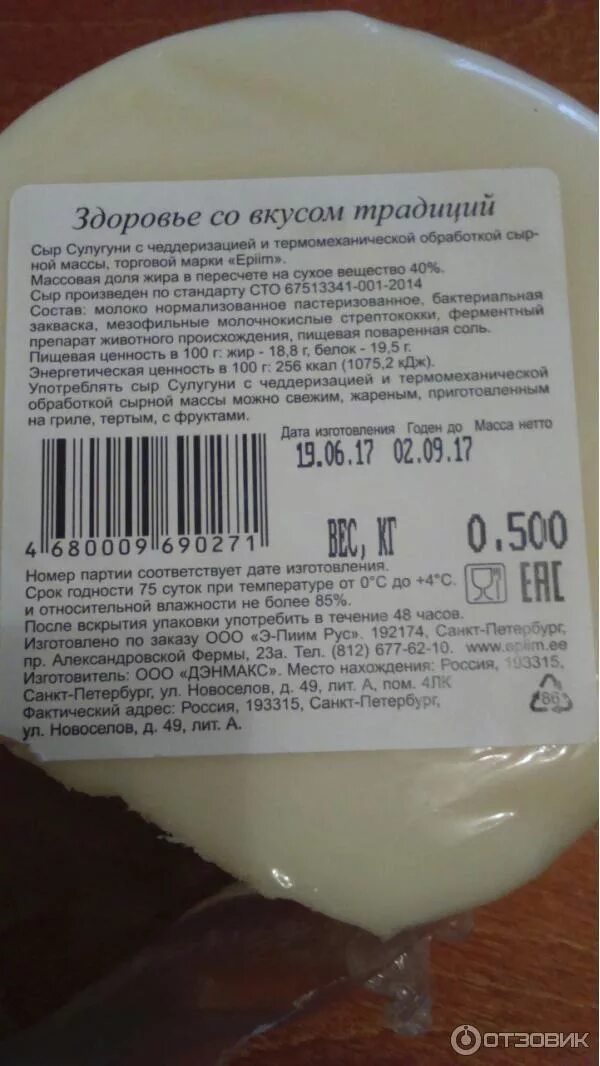 Здоровье со вкусом традиций
Сыр Сулугуни с чеддеризацией и термомеханической обработкой сыр-
ной массы, торговой марки «Epiim».
Массовая доля жира в пересчете на сухое вещество 40%.
Сыр произведен по стандарту СТО 67513341-001-2014
Состав: молоко нормализованное пастеризованное, бактериальная
закваска, мезофильные молочнокислые стрептококки, ферментный
препарат животного происхождения, пищевая поваренная соль.
Пищевая ценность в 100 г: жир - 18,8 г, белок - 19,5 г.
Энергетическая ценность в 100 г: 256 ккал (1075,2 кДж).
Употреблять сыр Сулугуни с чеддеризацией и термомеханической
обработкой сырной массы можно свежим, жареным, приготовленным
на гриле, тертым, с фруктами.
Дата изготовления Годен до Масса нетто
19.06.17 02.09.17
ВЕС, КГ 0.500
4 680009 690271
Номер партии соответствует дате изготовления.
Срок годности 75 суток при температуре от 0°С до +4°С.
и относительной влажности не более 85%.
После вскрытия упаковки употребить в течение 48 часов.
EAC
Изготовлено по заказу ООО «Э-Пиим Рус». 192174, Санкт-Петербург,
пр. Александровской Фермы, 23а. Тел. (812) 677-62-10. www.epiim.ee
Изготовитель: ООО «ДЭНМАКС». Место нахождения: Россия, 193315,
Санкт-Петербург, ул. Новоселов, д. 49, лит. А, пом. 4ЛК
Фактический адрес: Россия, 193315, Санкт-Петербург,
ул. Новоселов, д. 49, лит. А.
86
ОТЗОВИК